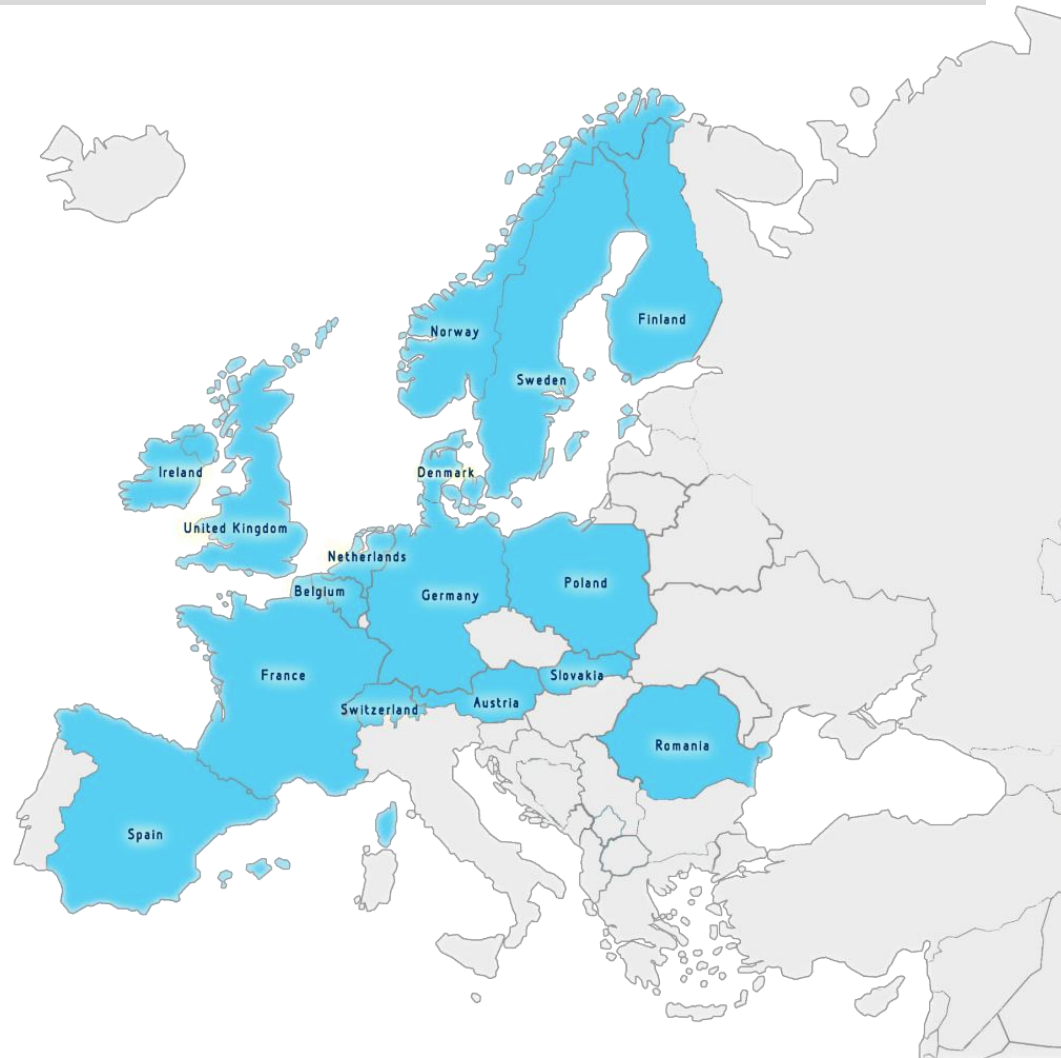 Norway
Finland
Sweden
Ireland
Denmark
United Kingdom
Netherlands
Belgium
Germany
Poland
France
Slovakia
Switzerland
Austria
Romania
Spain